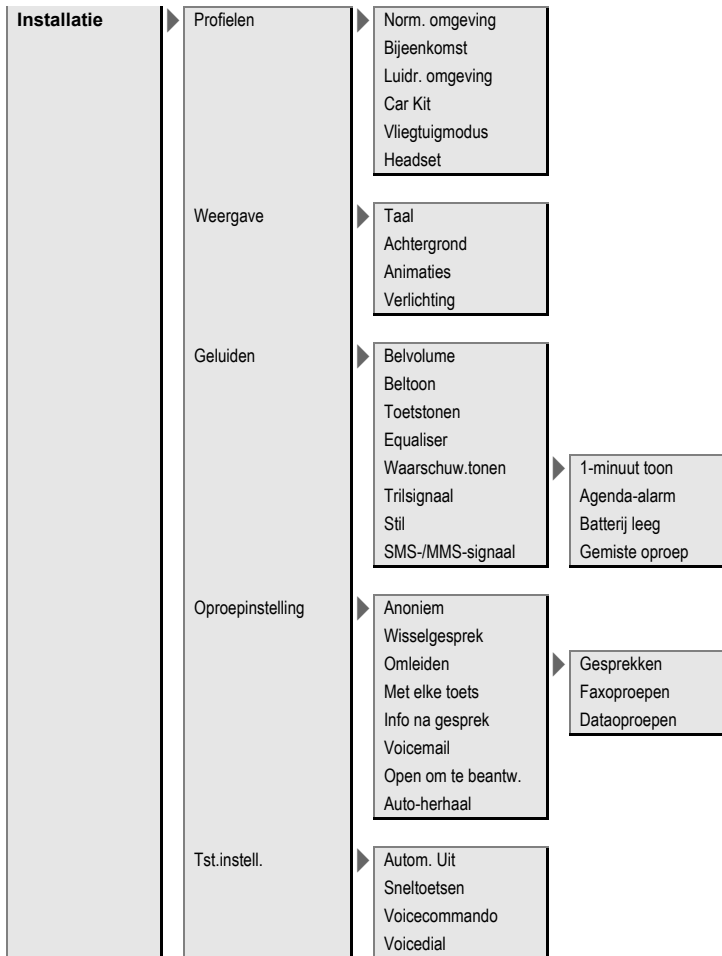 Installatie
Profielen
Norm. omgeving
Bijeenkomst
Luidr. omgeving
Car Kit
Vliegtuigmodus
Headset
Weergave
Taal
Achtergrond
Animaties
Verlichting
Geluiden
Belvolume
Beltoon
Toetstonen
Equaliser
Waarschuw.tonen
1-minuut toon
Agenda-alarm
Batterij leeg
Gemiste oproep
Trilsignaal
Stil
SMS-/MMS-signaal
Oproepinstelling
Anoniem
Wisselgesprek
Omleiden
Gesprekken
Faxoproepen
Dataoproepen
Met elke toets
Info na gesprek
Voicemail
Open om te beantw.
Auto-herhaal
Tst.instell.
Autom. Uit
Sneltoetsen
Voicecommando
Voicedial